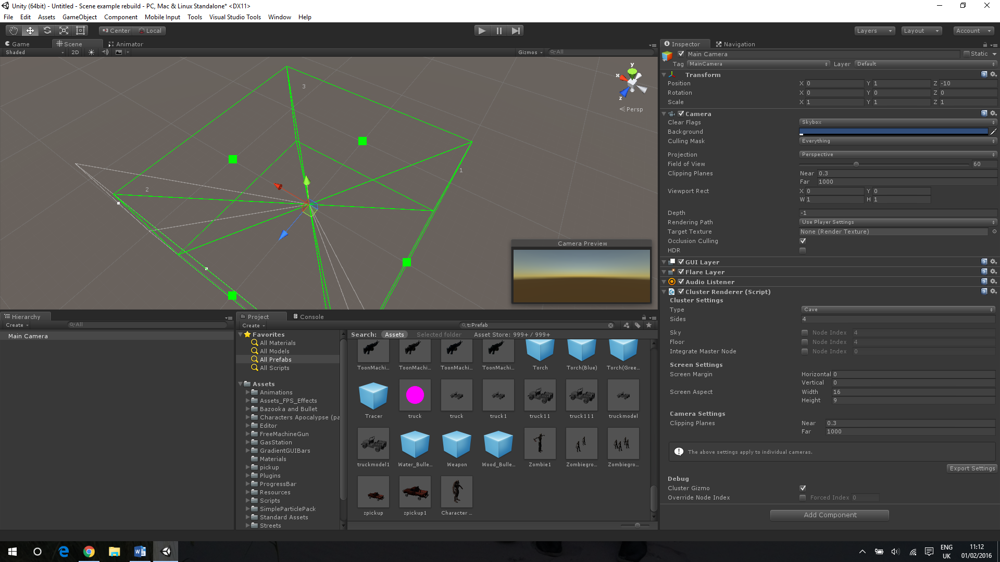 Unity (64bit) - Untitled - Scene example rebuild - PC, Mac & Linux Standalone* <DX11>
File Edit Assets GameObject Component Mobile Input Tools Visual Studio Tools Window Help
Center Local
Layers Layout Account
Game Scene Animator
Shaded 2D Gizmos All
3
1
2
y
x
z
Persp
Camera Preview
Inspector Navigation
Main Camera Static
Tag MainCamera Layer Default
Transform
Position X 0 Y 1 Z -10
Rotation X 0 Y 0 Z 0
Scale X 1 Y 1 Z 1
Camera
Clear Flags Skybox
Background
Culling Mask Everything
Projection Perspective
Field of View 60
Clipping Planes Near 0.3
Far 1000
Viewport Rect X 0 Y 0
W 1 H 1
Depth -1
Rendering Path Use Player Settings
Target Texture None (Render Texture)
Occlusion Culling
HDR
GUI Layer
Flare Layer
Audio Listener
Cluster Renderer (Script)
Cluster Settings
Type Cave
Sides 4
Sky Node Index 4
Floor Node Index 4
Integrate Master Node Node Index 0
Screen Settings
Screen Margin Horizontal 0
Vertical 0
Screen Aspect Width 16
Height 9
Camera Settings
Clipping Planes Near 0.3
Far 1000
The above settings apply to individual cameras.
Export Settings
Debug
Cluster Gizmo
Override Node Index Forced Index 0
Add Component
Hierarchy
Create All
Main Camera
Project Console
Create t:Prefab
Favorites
All Materials
All Models
All Prefabs
All Scripts
Assets
Animations
Assets_FPS_Effects
Bazooka and Bullet
Characters Apocalypse (pa
Editor
FreeMachineGun
GasStation
GradientGUIBars
Materials
pickup
Plugins
ProgressBar
Resources
Scripts
SimpleParticlePack
Standard Assets
Streets
Search: Assets Selected folder Asset Store: 999+ / 999+
ToonMachi... ToonMachi... ToonMachi... ToonMachi... Torch Torch(Blue) Torch(Gree...
Tracer truck truck truck1 truck11 truck111 truckmodel
truckmodel1 Water_Bulle... Weapon Wood_Bulle... Zombie1 Zombiegro... Zombiegro...
zpickup zpickup1 Character ...
ENG
UK
11:12
01/02/2016